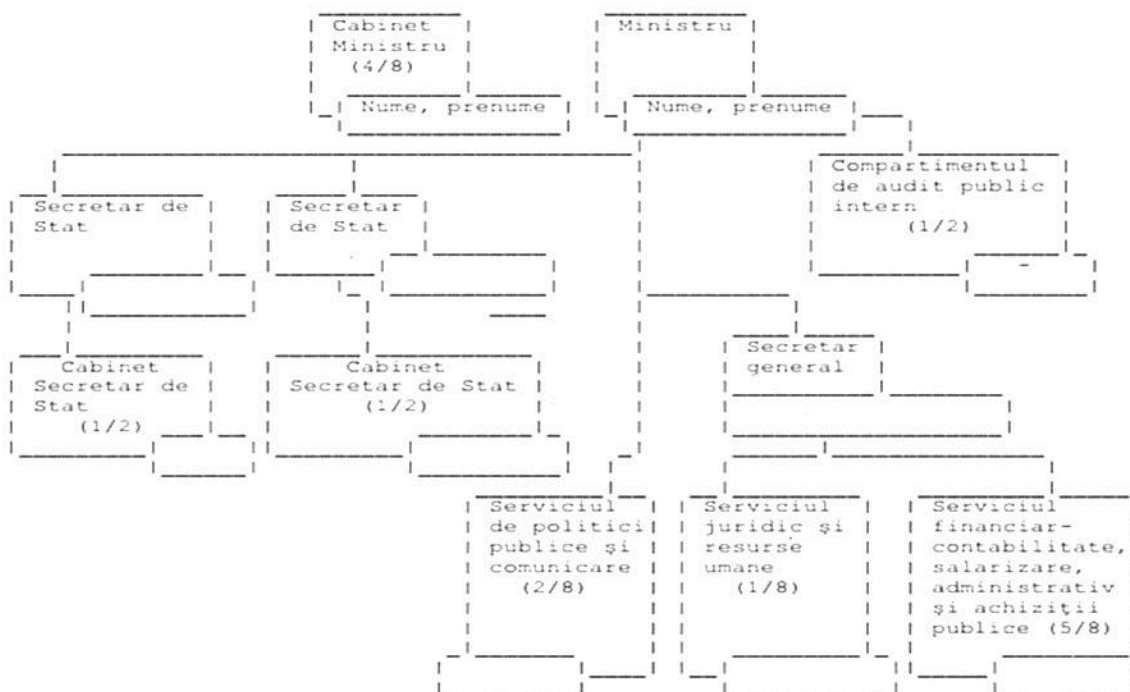 Cabinet
Ministru
(4/8)
Nume, prenume
Ministru
Nume, prenume
Compartimentul
de audit public
intern
(1/2)
-
Secretar de
Stat
Secretar
de Stat
Cabinet
Secretar de
Stat
(1/2)
Cabinet
Secretar de Stat
(1/2)
Secretar
general
Serviciul
de politici
publice şi
comunicare
(2/8)
Serviciul
juridic şi
resurse
umane
(1/8)
Serviciul
financiar-
contabilitate,
salarizare,
administrativ
şi achiziţii
publice (5/8)